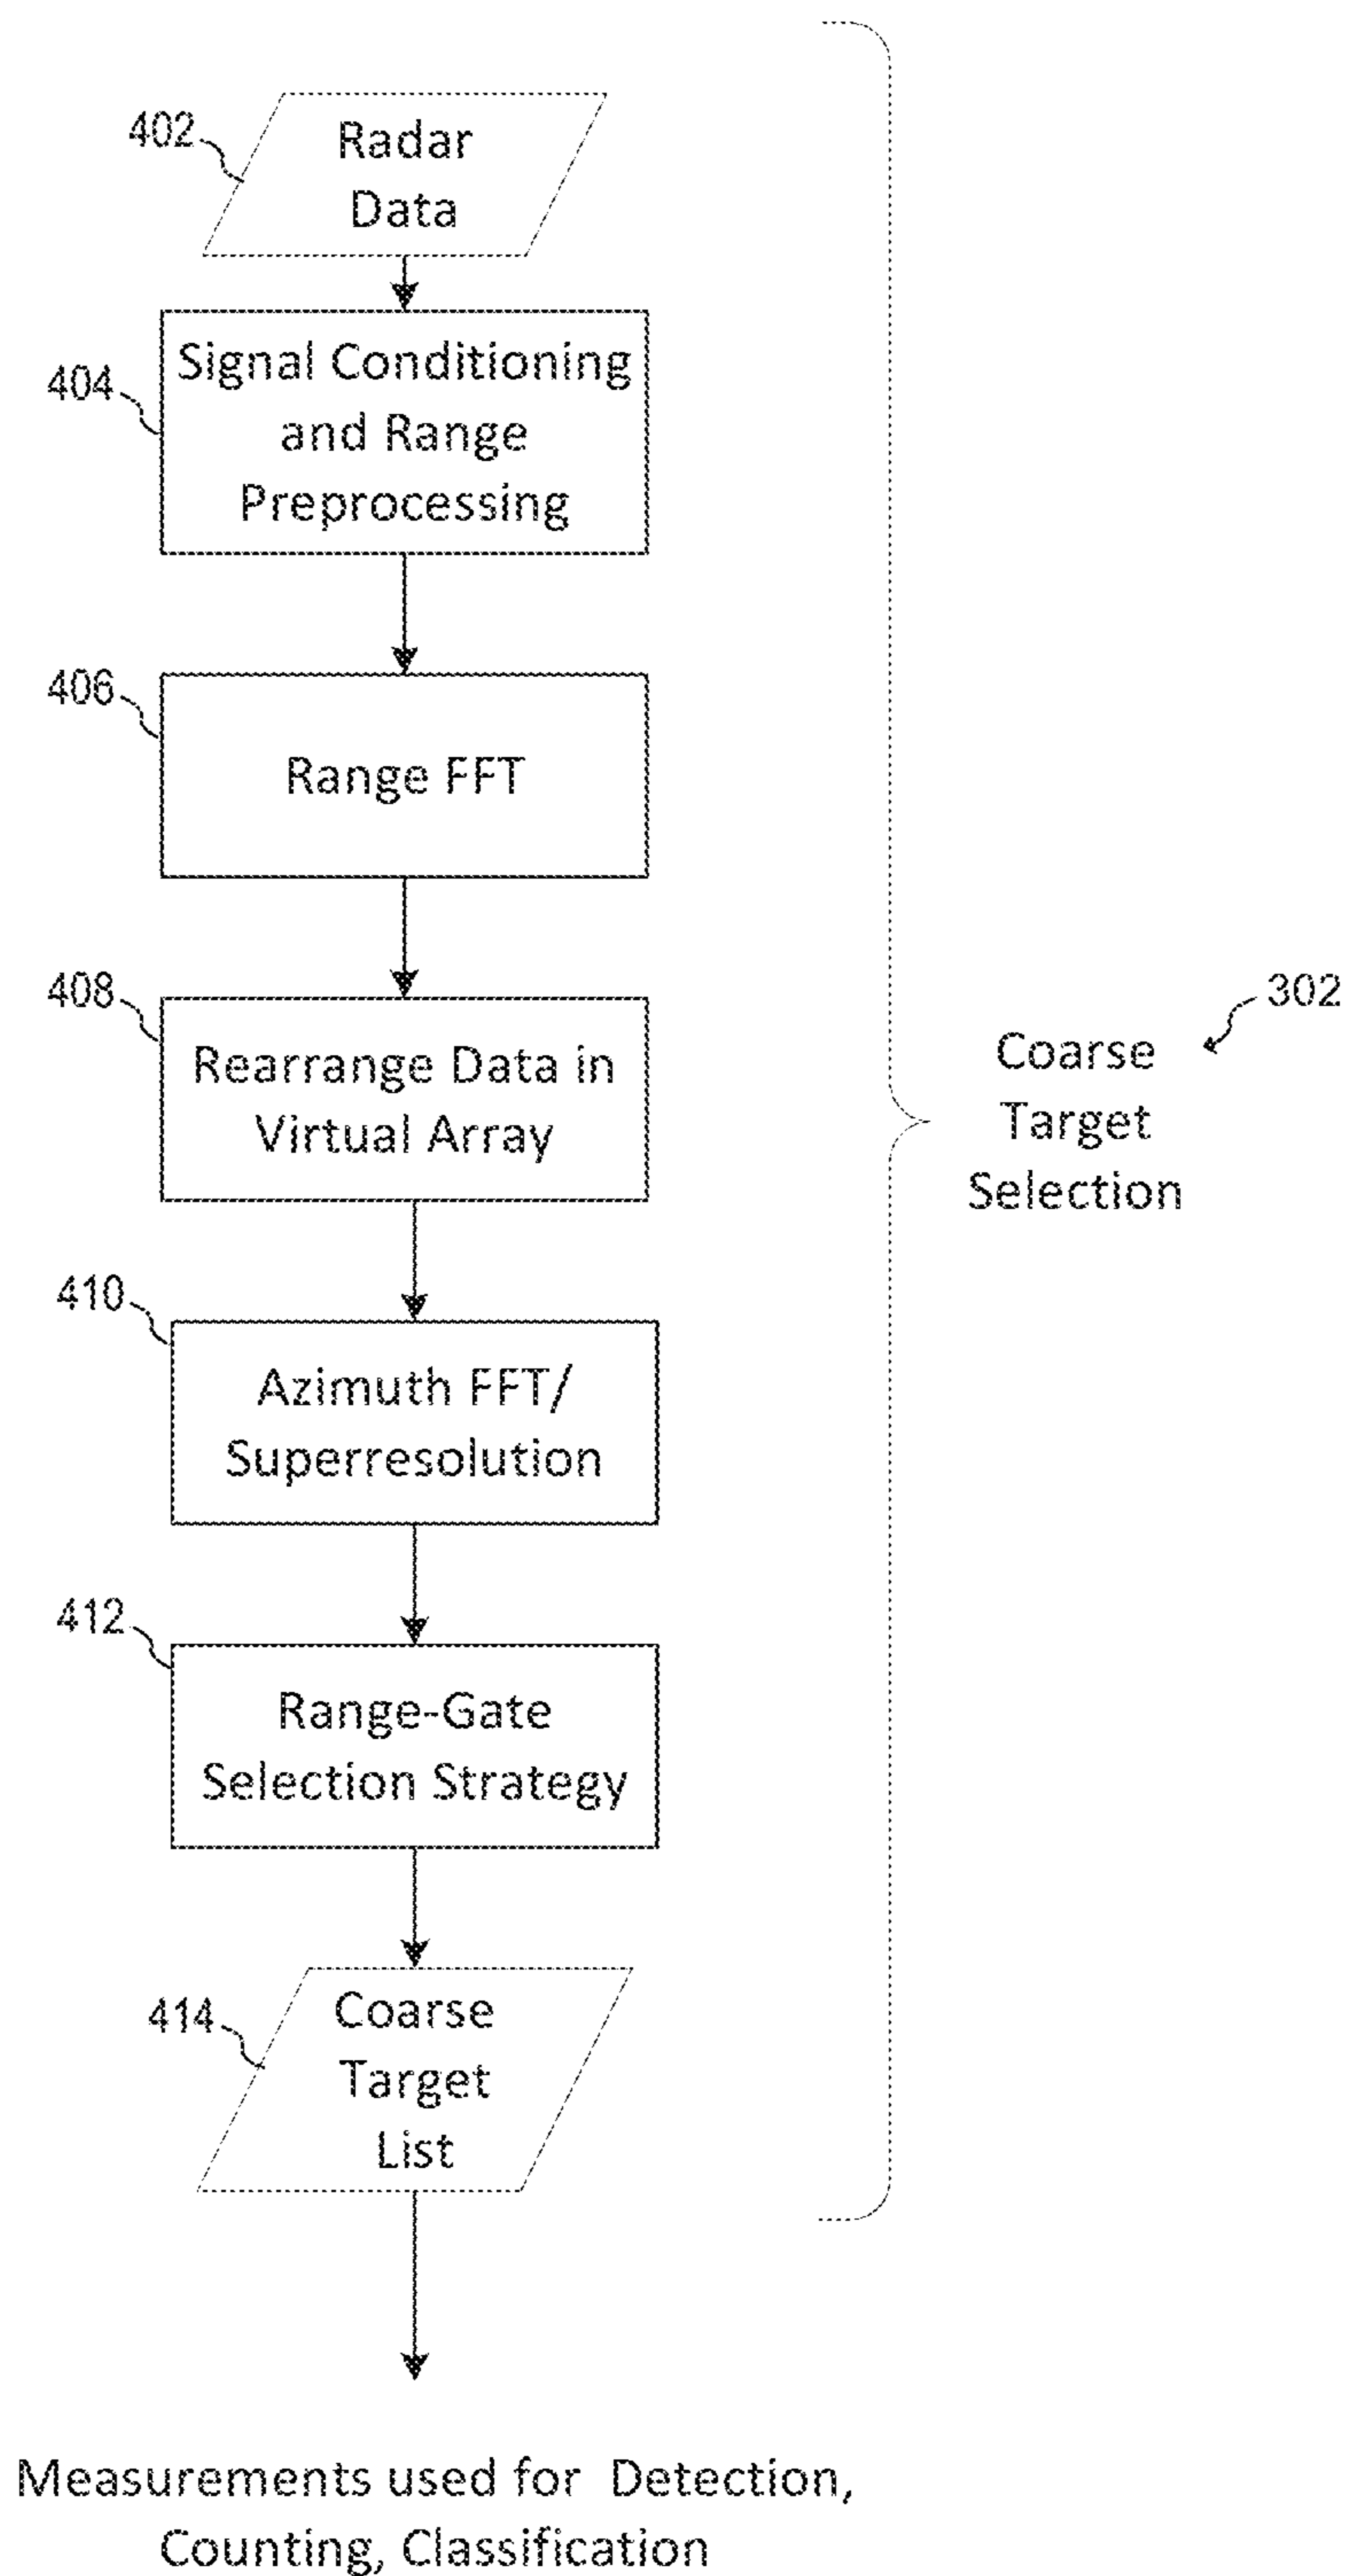 402
Radar
Data
404
Signal Conditioning
and Range
Preprocessing
406
Range FFT
408
Rearrange Data in
Virtual Array
302
Coarse
Target
Selection
410
Azimuth FFT/
Superresolution
412
Range-Gate
Selection Strategy
414
Coarse
Target
List
Measurements used for Detection,
Counting, Classification